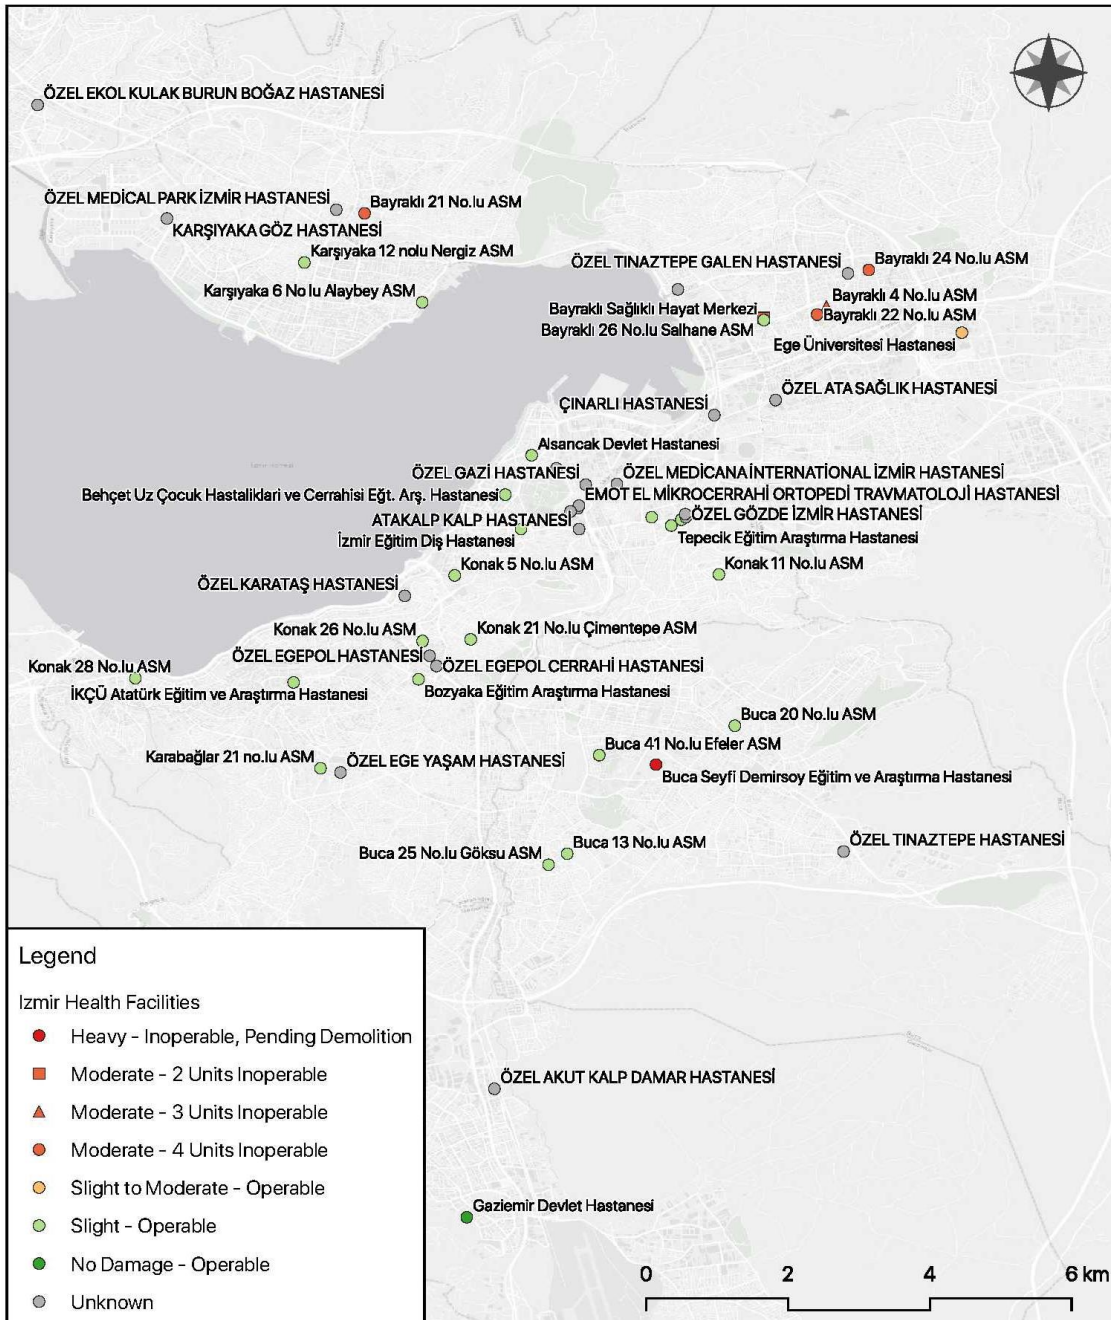 ÖZEL EKOL KULAK BURUN BOĞAZ HASTANESİ
ÖZEL MEDICAL PARK İZMİR HASTANESİ
Bayraklı 21 No.lu ASM
KARŞIYAKA GÖZ HASTANESİ
Karşıyaka 12 nolu Nergiz ASM
ÖZEL TINAZTEPE GALEN HASTANESİ
Bayraklı 24 No.lu ASM
Karşıyaka 6 No lu Alaybey ASM
Bayraklı 4 No.lu ASM
Bayraklı Sağlıklı Hayat Merkezi
Bayraklı 22 No.lu ASM
Bayraklı 26 No.lu Salhane ASM
Ege Üniversitesi Hastanesi
ÖZEL ATA SAĞLIK HASTANESİ
ÇINARLI HASTANESİ
Alsancak Devlet Hastanesi
ÖZEL GAZİ HASTANESİ
ÖZEL MEDİCANA İNTERNATİONAL İZMİR HASTANESİ
Behçet Uz Çocuk Hastaliklari ve Cerrahisi Eğt. Arş. Hastanesi
EMOT EL MİKROCERRAHİ ORTOPEDİ TRAVMATOLOJİ HASTANESİ
ATAKALP KALP HASTANESİ
ÖZEL GÖZDE İZMİR HASTANESİ
İzmir Eğitim Diş Hastanesi
Tepecik Eğitim Araştırma Hastanesi
Konak 5 No.lu ASM
Konak 11 No.lu ASM
ÖZEL KARATAŞ HASTANESİ
Konak 26 No.lu ASM
Konak 21 No.lu Çimentepe ASM
ÖZEL EGEPOL HASTANESİ
ÖZEL EGEPOL CERRAHİ HASTANESİ
Konak 28 No.lu ASM
İKÇÜ Atatürk Eğitim ve Araştırma Hastanesi
Bozyaka Eğitim Araştırma Hastanesi
Buca 20 No.lu ASM
Buca 41 No.lu Efeler ASM
Karabağlar 21 no.lu ASM
ÖZEL EGE YAŞAM HASTANESİ
Buca Seyfi Demirsoy Eğitim ve Araştırma Hastanesi
Buca 13 No.lu ASM
Buca 25 No.lu Göksu ASM
ÖZEL TINAZTEPE HASTANESİ
Legend
Izmir Health Facilities
Heavy - Inoperable, Pending Demolition
Moderate - 2 Units Inoperable
Moderate - 3 Units Inoperable
Moderate - 4 Units Inoperable
Slight to Moderate - Operable
Slight - Operable
No Damage - Operable
Unknown
ÖZEL AKUT KALP DAMAR HASTANESİ
Gaziemir Devlet Hastanesi
0 2 4 6 km